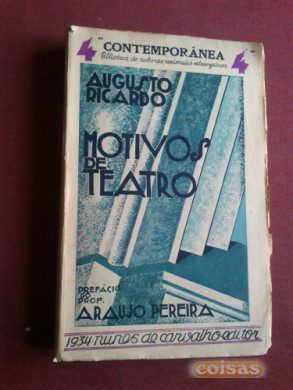 4 CONTEMPORÂNEA 4
biblioteca de autores nacionais e estrangeiros
AUGUSTO
RICARDO
MOTIVOS
DE
TEATRO
PREFÁCIO
DO PROF.
ARAUJO PEREIRA
1934 nunes de carvalho-editor
coisas